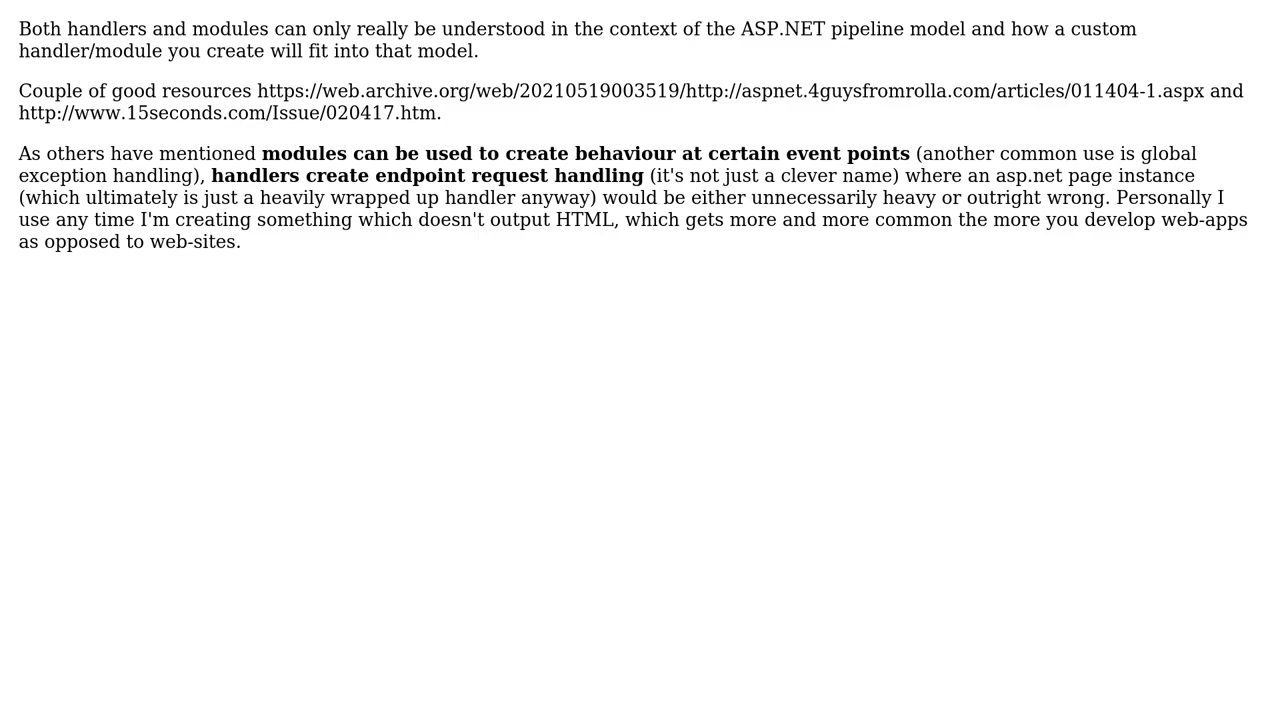 Both handlers and modules can only really be understood in the context of the ASP.NET pipeline model and how a custom
handler/module you create will fit into that model.
Couple of good resources https://web.archive.org/web/20210519003519/http://aspnet.4guysfromrolla.com/articles/011404-1.aspx and
http://www.15seconds.com/Issue/020417.htm.
As others have mentioned modules can be used to create behaviour at certain event points (another common use is global
exception handling), handlers create endpoint request handling (it's not just a clever name) where an asp.net page instance
(which ultimately is just a heavily wrapped up handler anyway) would be either unnecessarily heavy or outright wrong. Personally I
use any time I'm creating something which doesn't output HTML, which gets more and more common the more you develop web-apps
as opposed to web-sites.